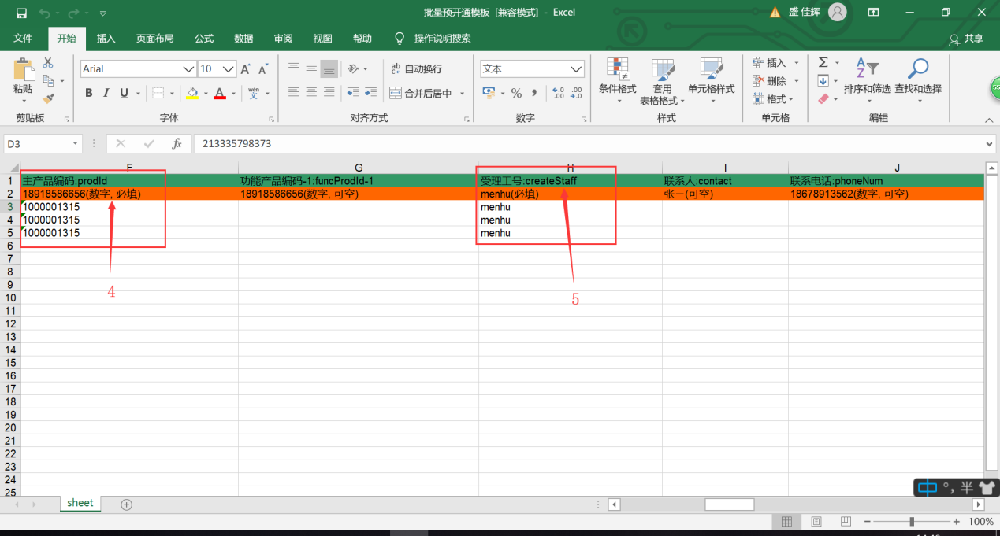 批量预开通模板 [兼容模式] - Excel
盛 佳辉
文件 开始 插入 页面布局 公式 数据 审阅 视图 帮助 操作说明搜索 共享
Arial 10 A A
ab 自动换行
文本
插入 Σ
粘贴
条件格式 套用 单元格样式
表格格式
删除
排序和筛选 查找和选择
B I U A wén 文
合并后居中
% , .00 .00
格式
剪贴板 字体 对齐方式 数字 样式 单元格 编辑
D3 fx 213335798373
F G H I J
1 主产品编码:prodId 功能产品编码-1:funcProdId-1 受理工号:createStaff 联系人:contact 联系电话:phoneNum
2 18918586656(数字, 必填) 18918586656(数字, 可空) menhu(必填) 张三(可空) 18678913562(数字, 可空)
3 1000001315 menhu
4 1000001315 menhu
5 1000001315 menhu
6
7
8
9
4
10
5
11
12
13
14
15
16
17
18
19
20
21
22
23
24
中 °, 半
25
sheet
100%